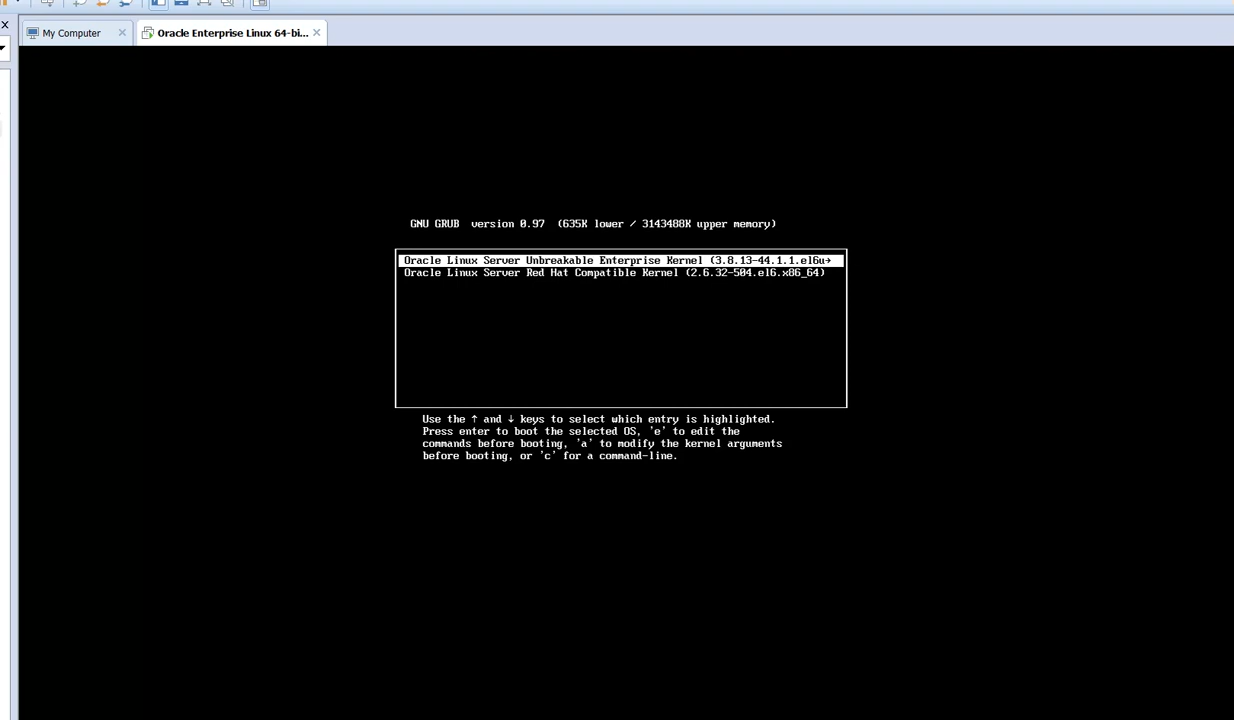 X
My Computer
Oracle Enterprise Linux 64-bi...
GNU GRUB version 0.97 (635K lower / 3143488K upper memory)
Oracle Linux Server Unbreakable Enterprise Kernel (3.8.13-44.1.1.el6u→
Oracle Linux Server Red Hat Compatible Kernel (2.6.32-504.el6.x86_64)
Use the ↑ and ↓ keys to select which entry is highlighted.
Press enter to boot the selected OS, 'e' to edit the
commands before booting, 'a' to modify the kernel arguments
before booting, or 'c' for a command-line.